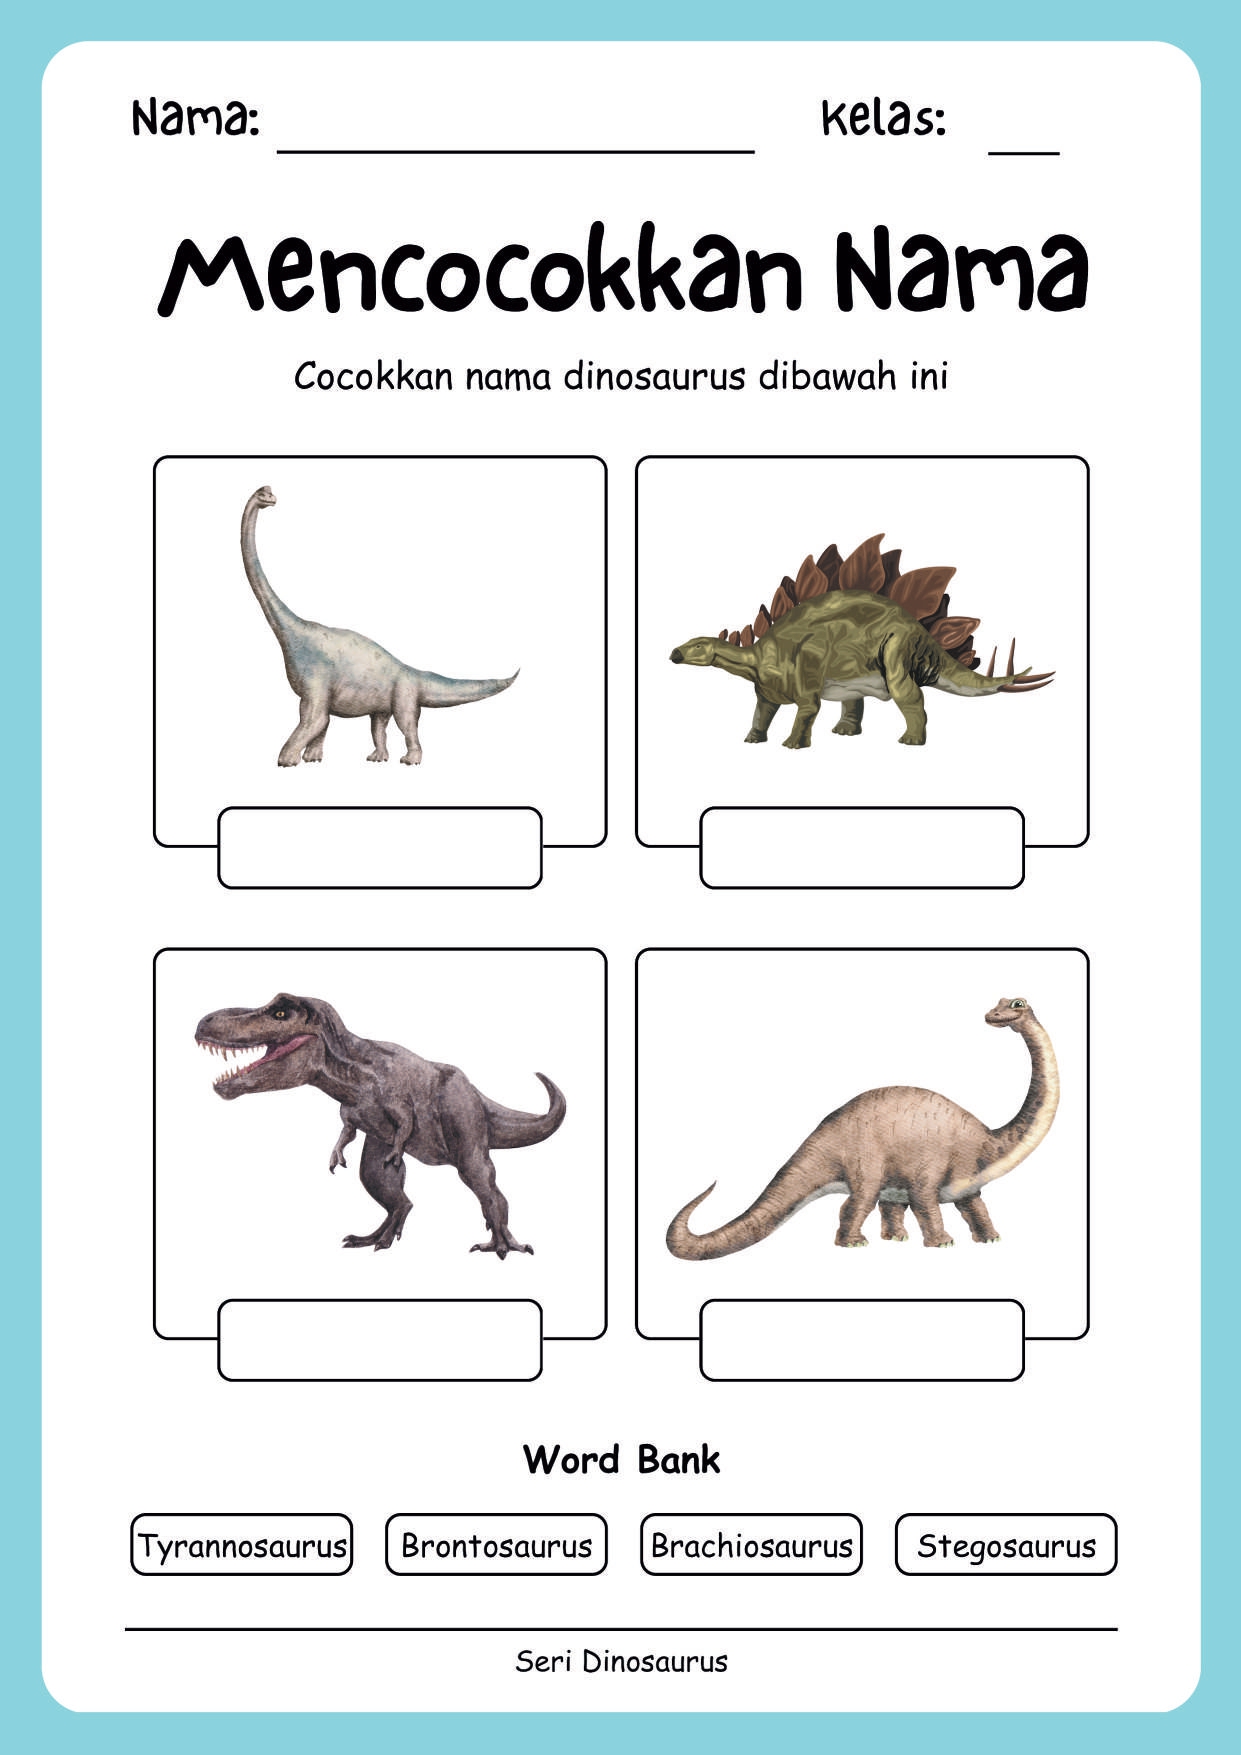 Nama: Kelas:
Mencocokkan Nama
Cocokkan nama dinosaurus dibawah ini
Word Bank
Tyrannosaurus Brontosaurus Brachiosaurus Stegosaurus
Seri Dinosaurus